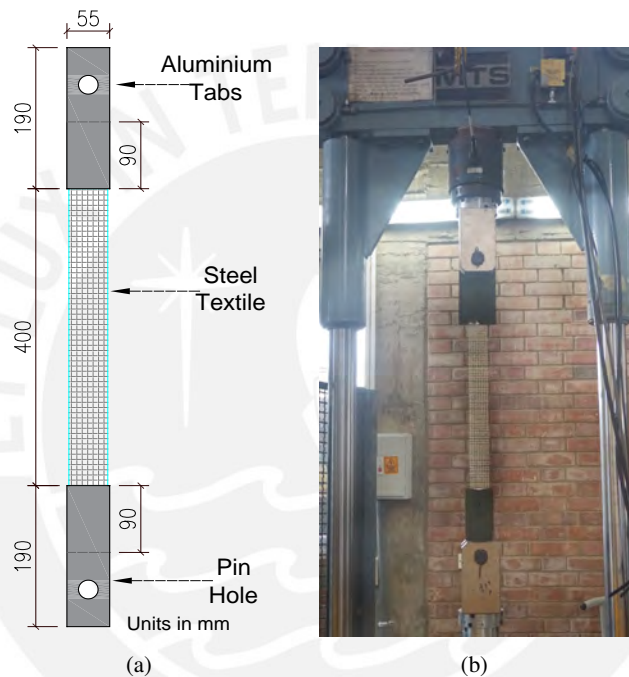 55
Aluminium
Tabs
190
90
400
Steel
Textile
190
90
Pin
Hole
Units in mm
MTS
(a)
(b)